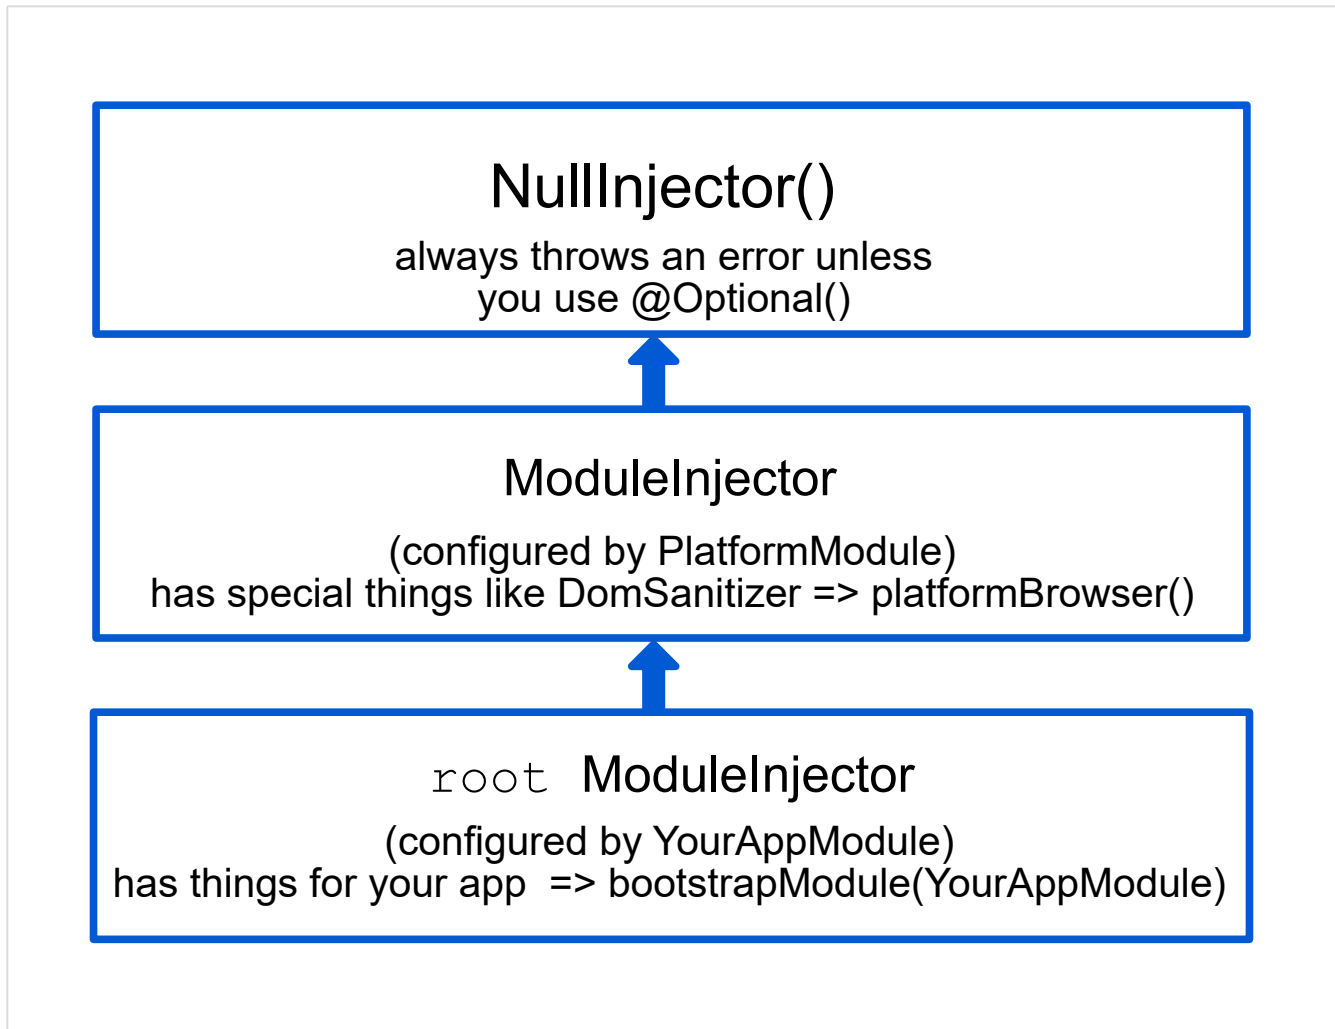 NullInjector()
always throws an error unless
you use @Optional()
ModuleInjector
(configured by PlatformModule)
has special things like DomSanitizer => platformBrowser()
root ModuleInjector
(configured by YourAppModule)
has things for your app => bootstrapModule(YourAppModule)